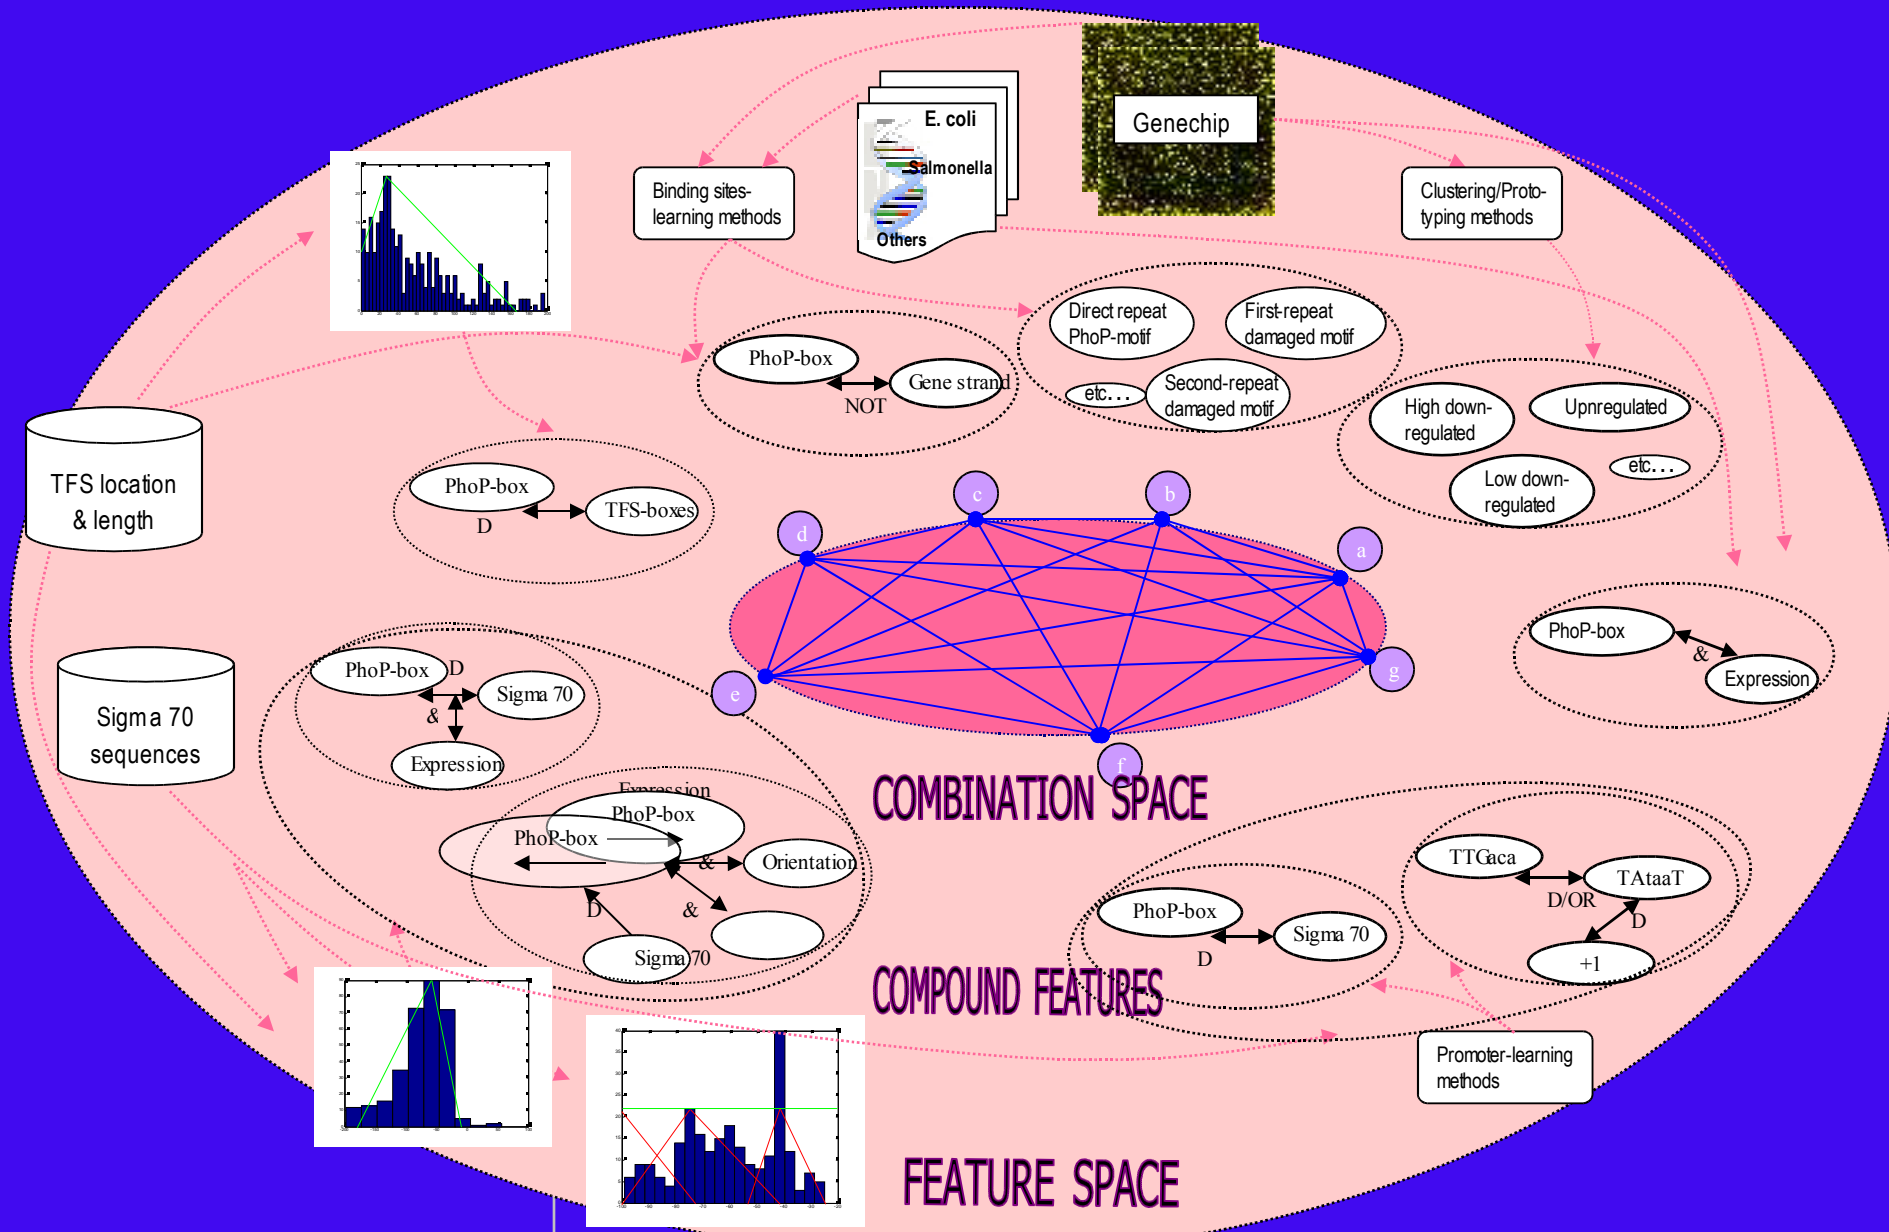 E. coli
Salmonella
Others
Genechip
Binding sites-
learning methods
Clustering/Proto-
typing methods
Direct repeat
PhoP-motif
First-repeat
damaged motif
etc...
Second-repeat
damaged motif
PhoP-box
Gene strand
NOT
High down-
regulated
Upnregulated
Low down-
regulated
etc...
TFS location
& length
PhoP-box
TFS-boxes
D
c
b
d
a
e
g
f
PhoP-box
&
Expression
Sigma 70
sequences
PhoP-box
D
Sigma 70
&
Expression
COMBINATION SPACE
Expression
PhoP-box
PhoP-box
&
Orientation
D
&
Sigma 70
TTGaca
TAtaaT
D/OR
D
+1
PhoP-box
Sigma 70
D
COMPOUND FEATURES
Promoter-learning
methods
FEATURE SPACE